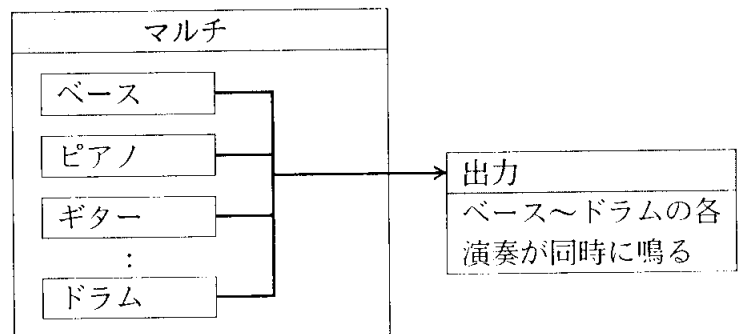 マルチ
ベース
ピアノ
ギター
:
ドラム
出力
ベース〜ドラムの各
演奏が同時に鳴る